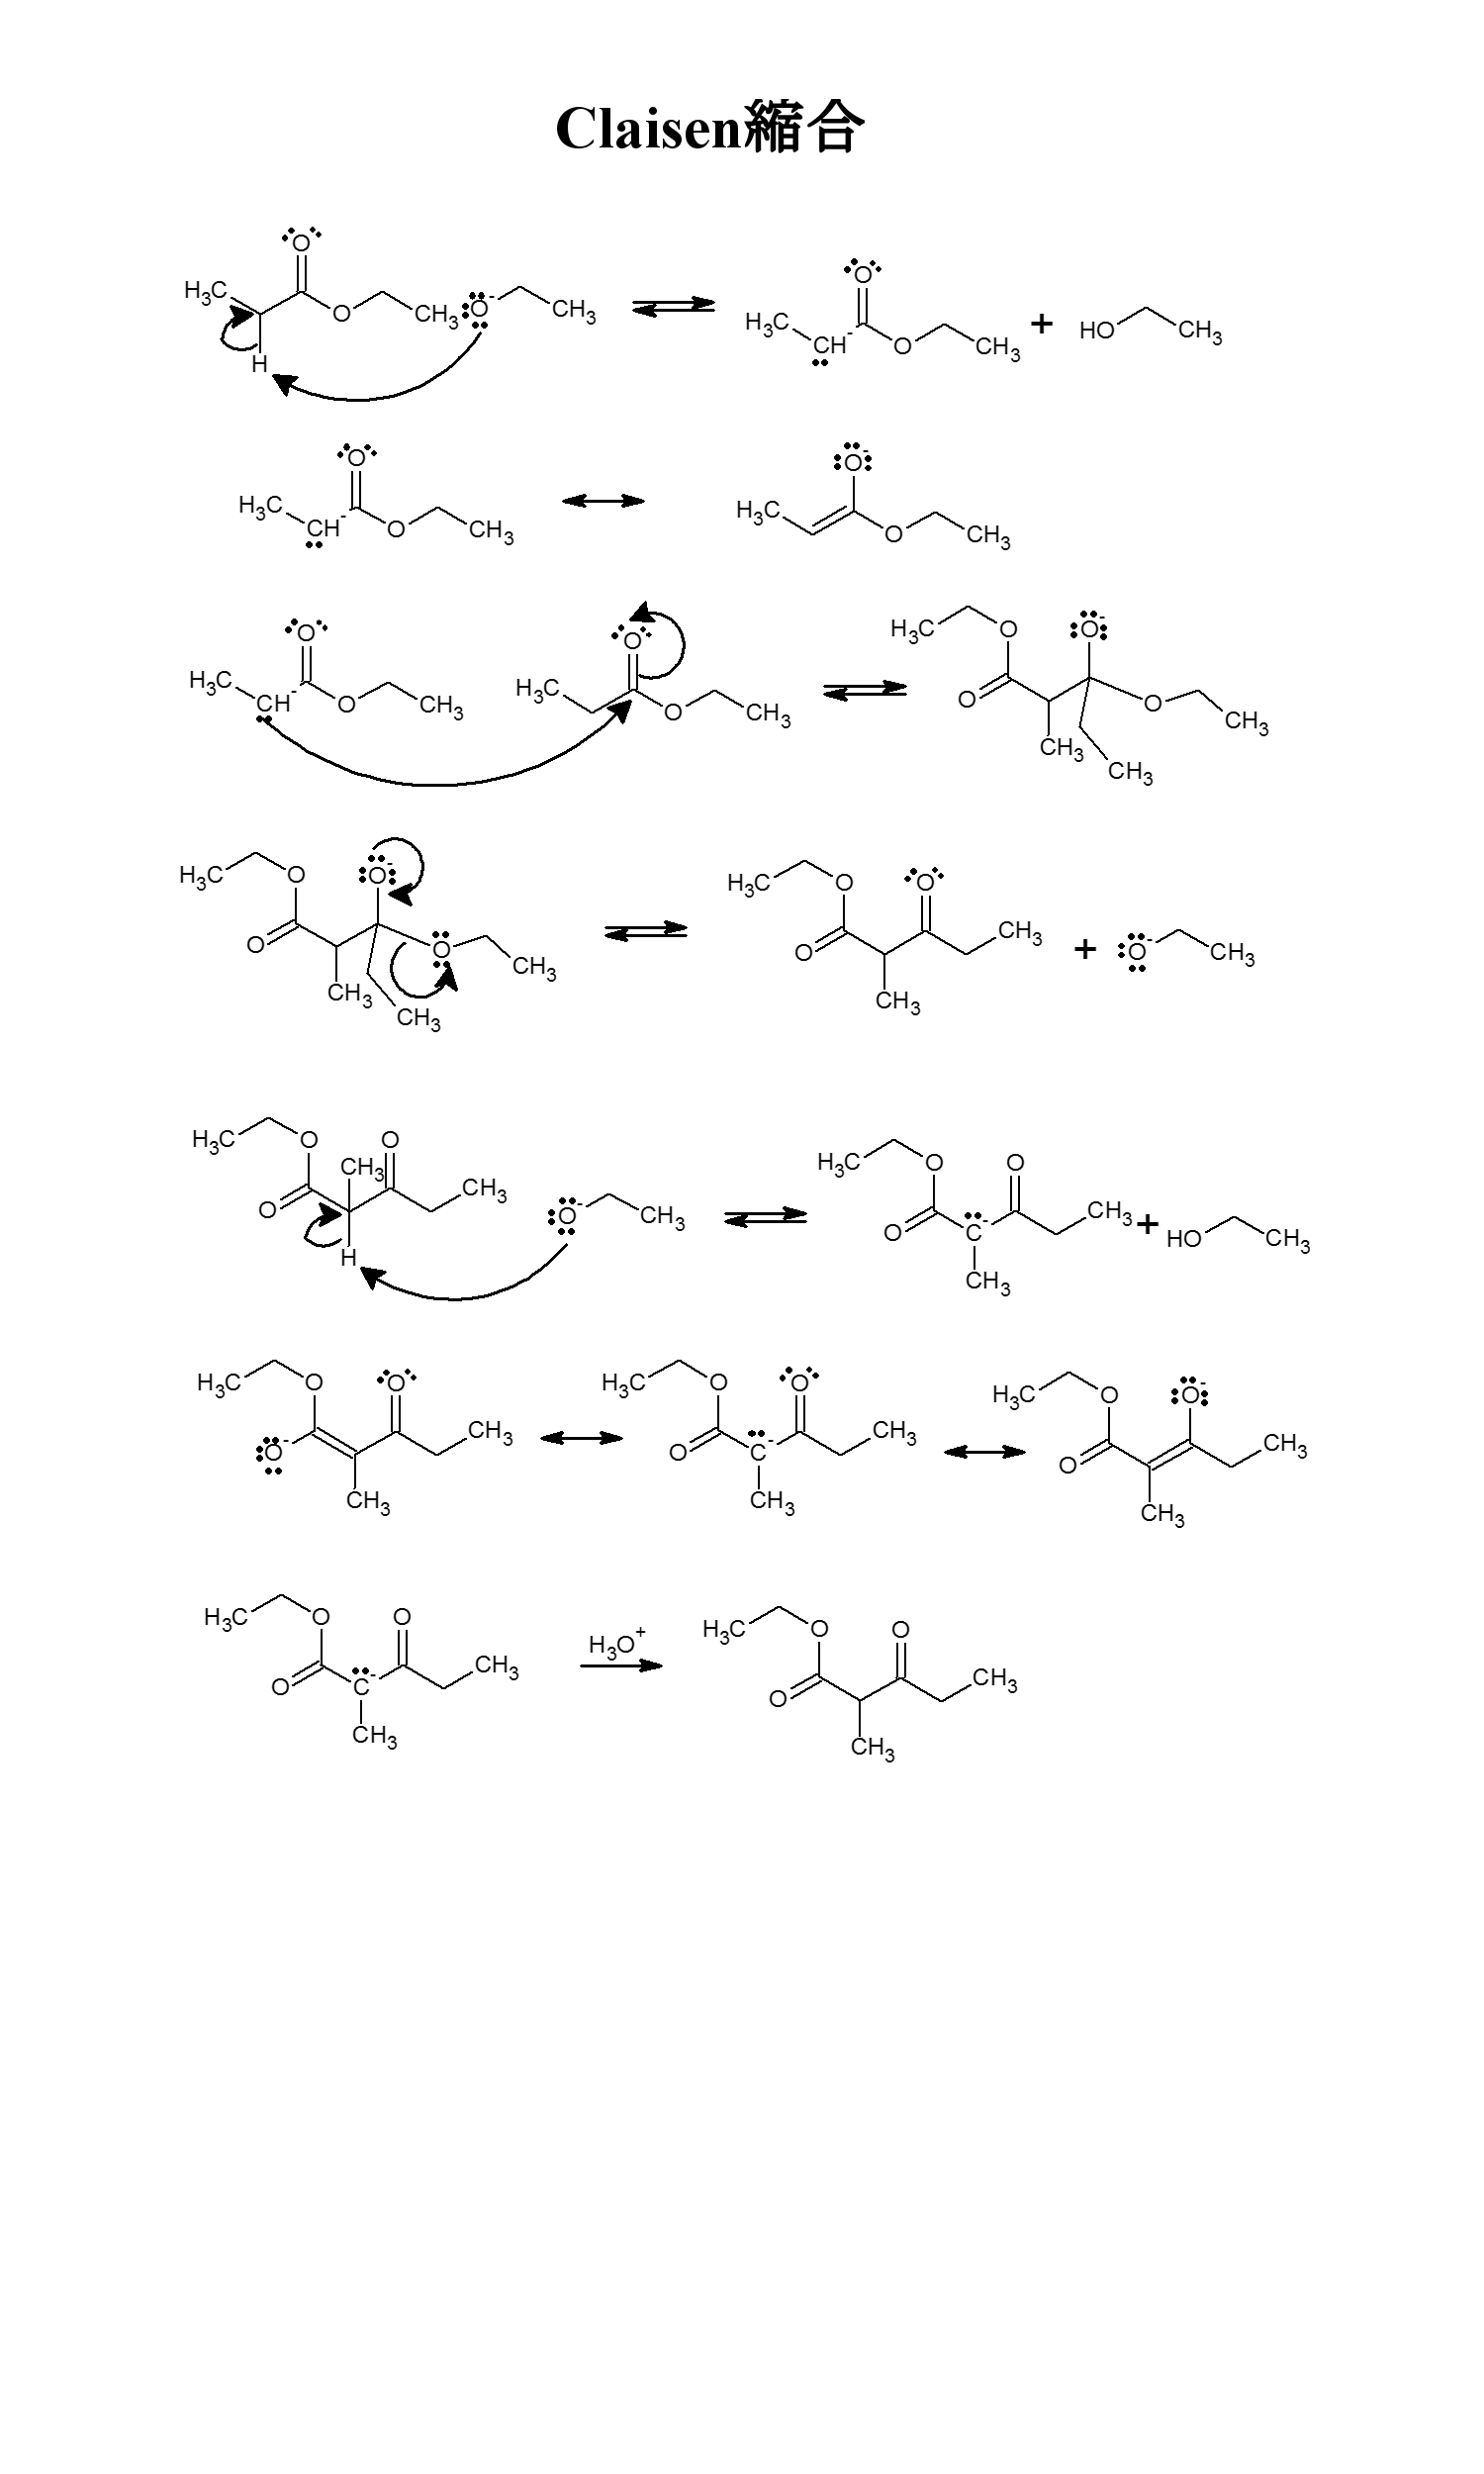 Claisen縮合
H₃C O O CH₃ H O⁻ CH₃ H₃C CH⁻ O O CH₃ + HO CH₃
H₃C CH⁻ O O CH₃ H₃C O⁻ O CH₃
H₃C CH⁻ O O CH₃ H₃C O O CH₃ H₃C O O O⁻ O CH₃ CH₃ CH₃
H₃C O O O⁻ O CH₃ CH₃ CH₃ H₃C O O O CH₃ CH₃ + O⁻ CH₃
H₃C O O CH₃ O CH₃ H O⁻ CH₃ H₃C O O C⁻ O CH₃ CH₃ + HO CH₃
H₃C O O⁻ O CH₃ CH₃ H₃C O O C⁻ O CH₃ CH₃ H₃C O O O⁻ CH₃ CH₃
H₃C O O C⁻ O CH₃ CH₃ H₃O⁺ H₃C O O O CH₃ CH₃